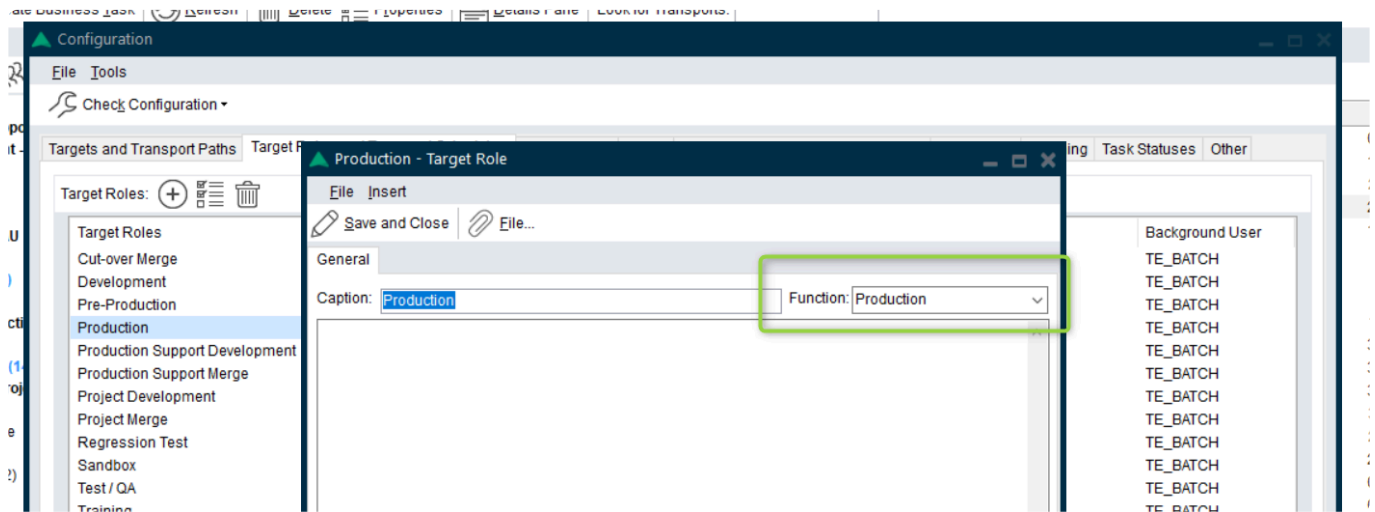 Refresh Delete Properties Details Pane Look for Transports:
Configuration
File Tools
Check Configuration
Targets and Transport Paths Target Task Statuses Other
Production - Target Role
Target Roles:
File Insert
Save and Close File...
Target Roles Background User
General
Cut-over Merge TE_BATCH
Development TE_BATCH
Caption: Production Function: Production
Pre-Production TE_BATCH
Production TE_BATCH
Production Support Development TE_BATCH
Production Support Merge TE_BATCH
Project Development TE_BATCH
Project Merge TE_BATCH
Regression Test TE_BATCH
Sandbox TE_BATCH
Test / QA TE_BATCH
Training TE_BATCH